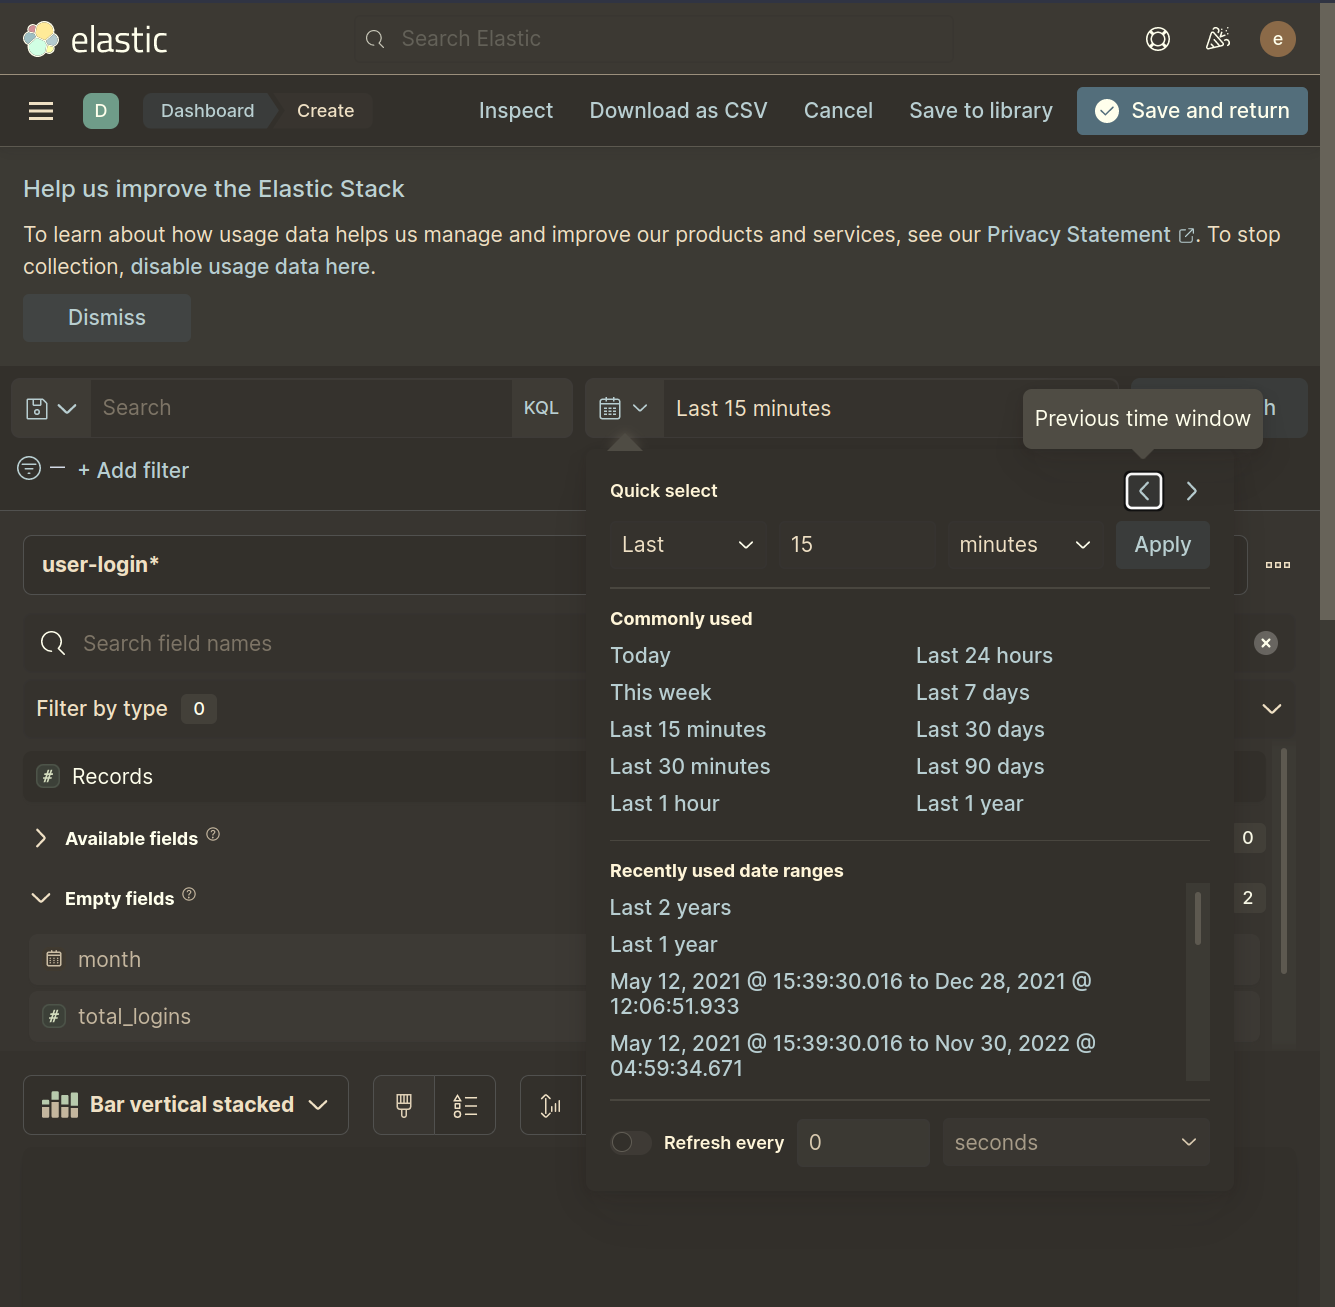 elastic
Search Elastic
e
D
Dashboard
Create
Inspect
Download as CSV
Cancel
Save to library
Save and return
Help us improve the Elastic Stack
To learn about how usage data helps us manage and improve our products and services, see our Privacy Statement . To stop
collection, disable usage data here.
Dismiss
Search
KQL
Last 15 minutes
h
Previous time window
+ Add filter
Quick select
Last
15
minutes
Apply
user-login*
Commonly used
Today
Last 24 hours
This week
Last 7 days
Last 15 minutes
Last 30 days
Last 30 minutes
Last 90 days
Last 1 hour
Last 1 year
Search field names
Filter by type
0
# Records
Available fields
0
Empty fields
2
month
# total_logins
Recently used date ranges
Last 2 years
Last 1 year
May 12, 2021 @ 15:39:30.016 to Dec 28, 2021 @
12:06:51.933
May 12, 2021 @ 15:39:30.016 to Nov 30, 2022 @
04:59:34.671
Bar vertical stacked
Refresh every
0
seconds